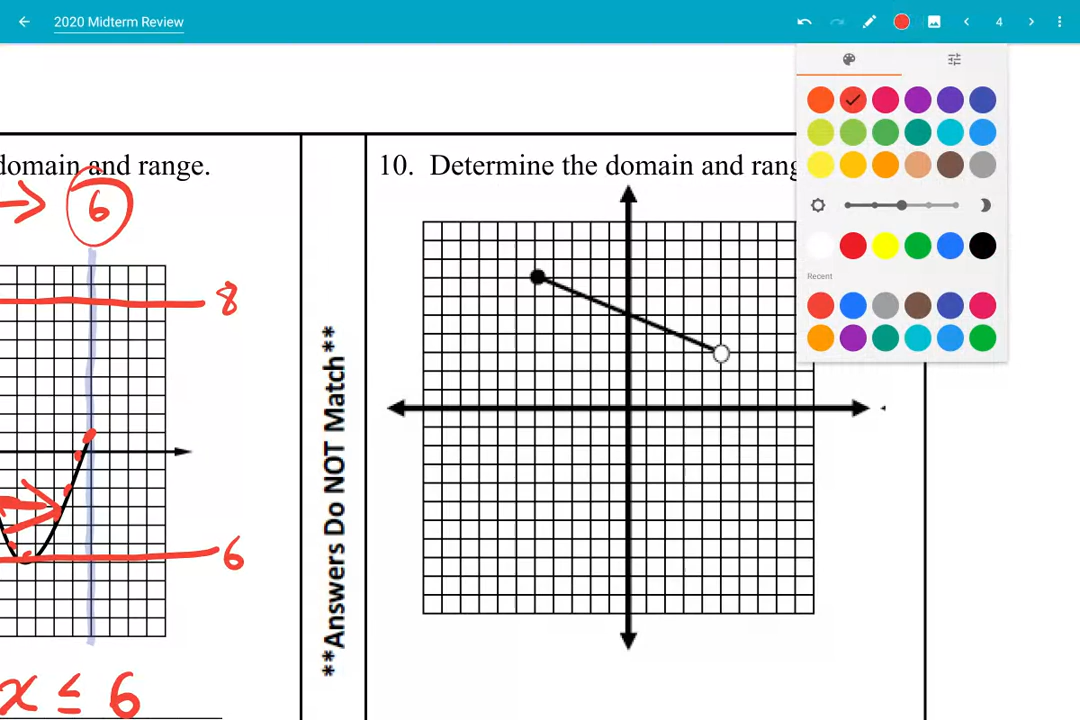 2020 Midterm Review
4
Recent
domain and range.
6
8
6
x ≤ 6
**Answers Do NOT Match**
10. Determine the domain and rang